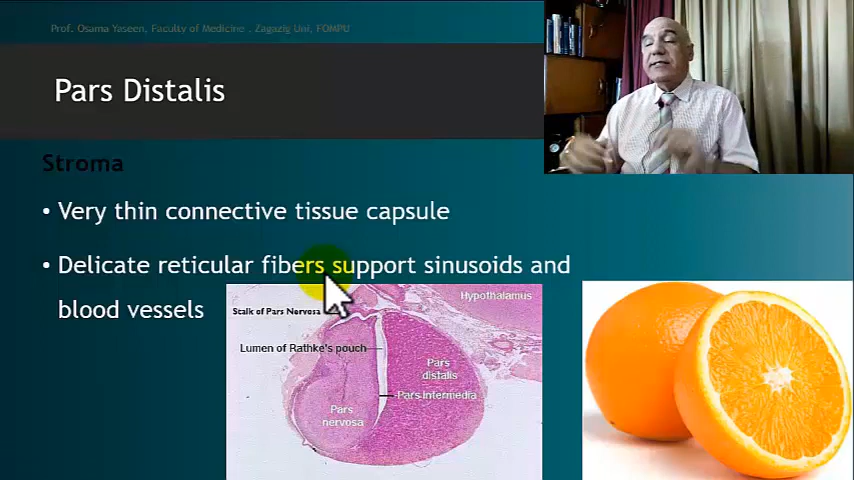 Prof. Osama Yaseen, Faculty of Medicine . Zagazig Uni, FOMPU
Pars Distalis
Stroma
• Very thin connective tissue capsule
• Delicate reticular fibers support sinusoids and
blood vessels
Hypothalamus
Stalk of Pars Nervosa
Lumen of Rathke's pouch
Pars
distalis
Pars Intermedia
Pars
nervosa